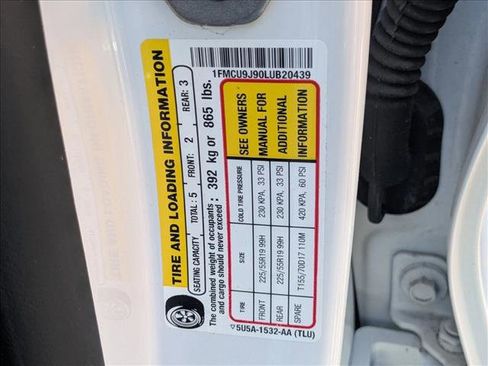 1FMCU9J90LUB20439
TIRE AND LOADING INFORMATION
SEATING CAPACITY TOTAL: 5 FRONT: 2 REAR: 3
The combined weight of occupants
and cargo should never exceed : 392 kg or 865 lbs.
TIRE SIZE COLD TIRE PRESSURE SEE OWNERS
FRONT 225/55R19 99H 230 KPA, 33 PSI MANUAL FOR
REAR 225/55R19 99H 230 KPA, 33 PSI ADDITIONAL
SPARE T155/70D17 110M 420 KPA, 60 PSI INFORMATION
5U5A-1532-AA (TLU)